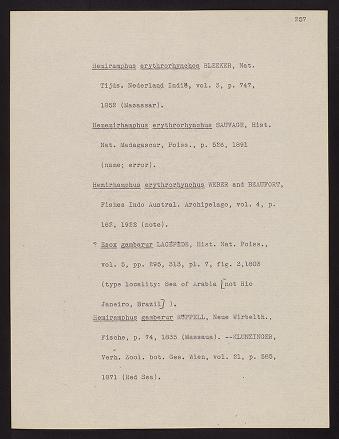 257
Hemiramphus erythrorhynchos BLEEKER, Nat.
Tijds. Nederland Indië, vol. 3, p. 747,
1852 (Macassar).
Hememirhamphus erythrorhynchus SAUVAGE, Hist.
Nat. Madagascar, Poiss., p. 526, 1891
(name; error).
Hemirhamphus erythrorhynchus WEBER and BEAUFORT,
Fishes Indo Austral. Archipelago, vol. 4, p.
162, 1922 (note).
? Esox gambarur LACÉPÈDE, Hist. Nat. Poiss.,
vol. 5, pp. 295, 313, pl. 7, fig. 2,1803
(type locality: Sea of Arabia [not Rio
Janeiro, Brazil] ).
Hemiramphus gamberur RÜPPELL, Neue Wirbelth.,
Fische, p. 74, 1835 (Massaua). --KLUNZINGER,
Verh. Zool. bot. Ges. Wien, vol. 21, p. 585,
1871 (Red Sea).